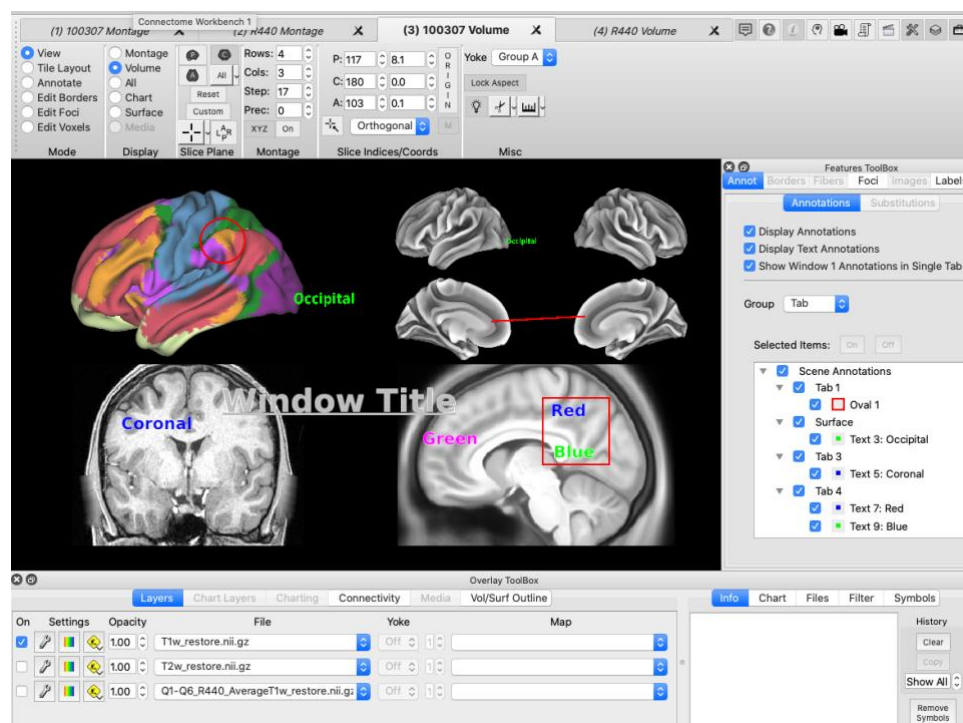 Connectome Workbench 1
(1) 100307 Montage
(2) R440 Montage
(3) 100307 Volume
(4) R440 Volume
View
Tile Layout
Annotate
Edit Borders
Edit Foci
Edit Voxels
Mode
Montage
Volume
All
Chart
Surface
Media
Display
All
Reset
Custom
LAR
Slice Plane
Rows: 4
Cols: 3
Step: 17
Prec: 0
XYZ On
Montage
P: 117 8.1
C: 180 0.0
A: 103 0.1
ORIGIN
Orthogonal M
Slice Indices/Coords
Yoke Group A
Lock Aspect
Misc
Features ToolBox
Annot Borders Fibers Foci Images Label
Annotations Substitutions
Display Annotations
Display Text Annotations
Show Window 1 Annotations in Single Tab
Group Tab
Selected Items: On Off
Scene Annotations
Tab 1
Oval 1
Surface
Text 3: Occipital
Tab 3
Text 5: Coronal
Tab 4
Text 7: Red
Text 9: Blue
Occipital
Occipital
Window Title
Coronal
Red
Green
Blue
Overlay ToolBox
Layers Chart Layers Charting Connectivity Media Vol/Surf Outline
On Settings Opacity File Yoke Map
1.00 T1w_restore.nii.gz Off 1
1.00 T2w_restore.nii.gz Off 1
1.00 Q1-Q6_R440_AverageT1w_restore.nii.gz Off 1
Info Chart Files Filter Symbols
History
Clear
Copy
Show All
Remove
Symbols